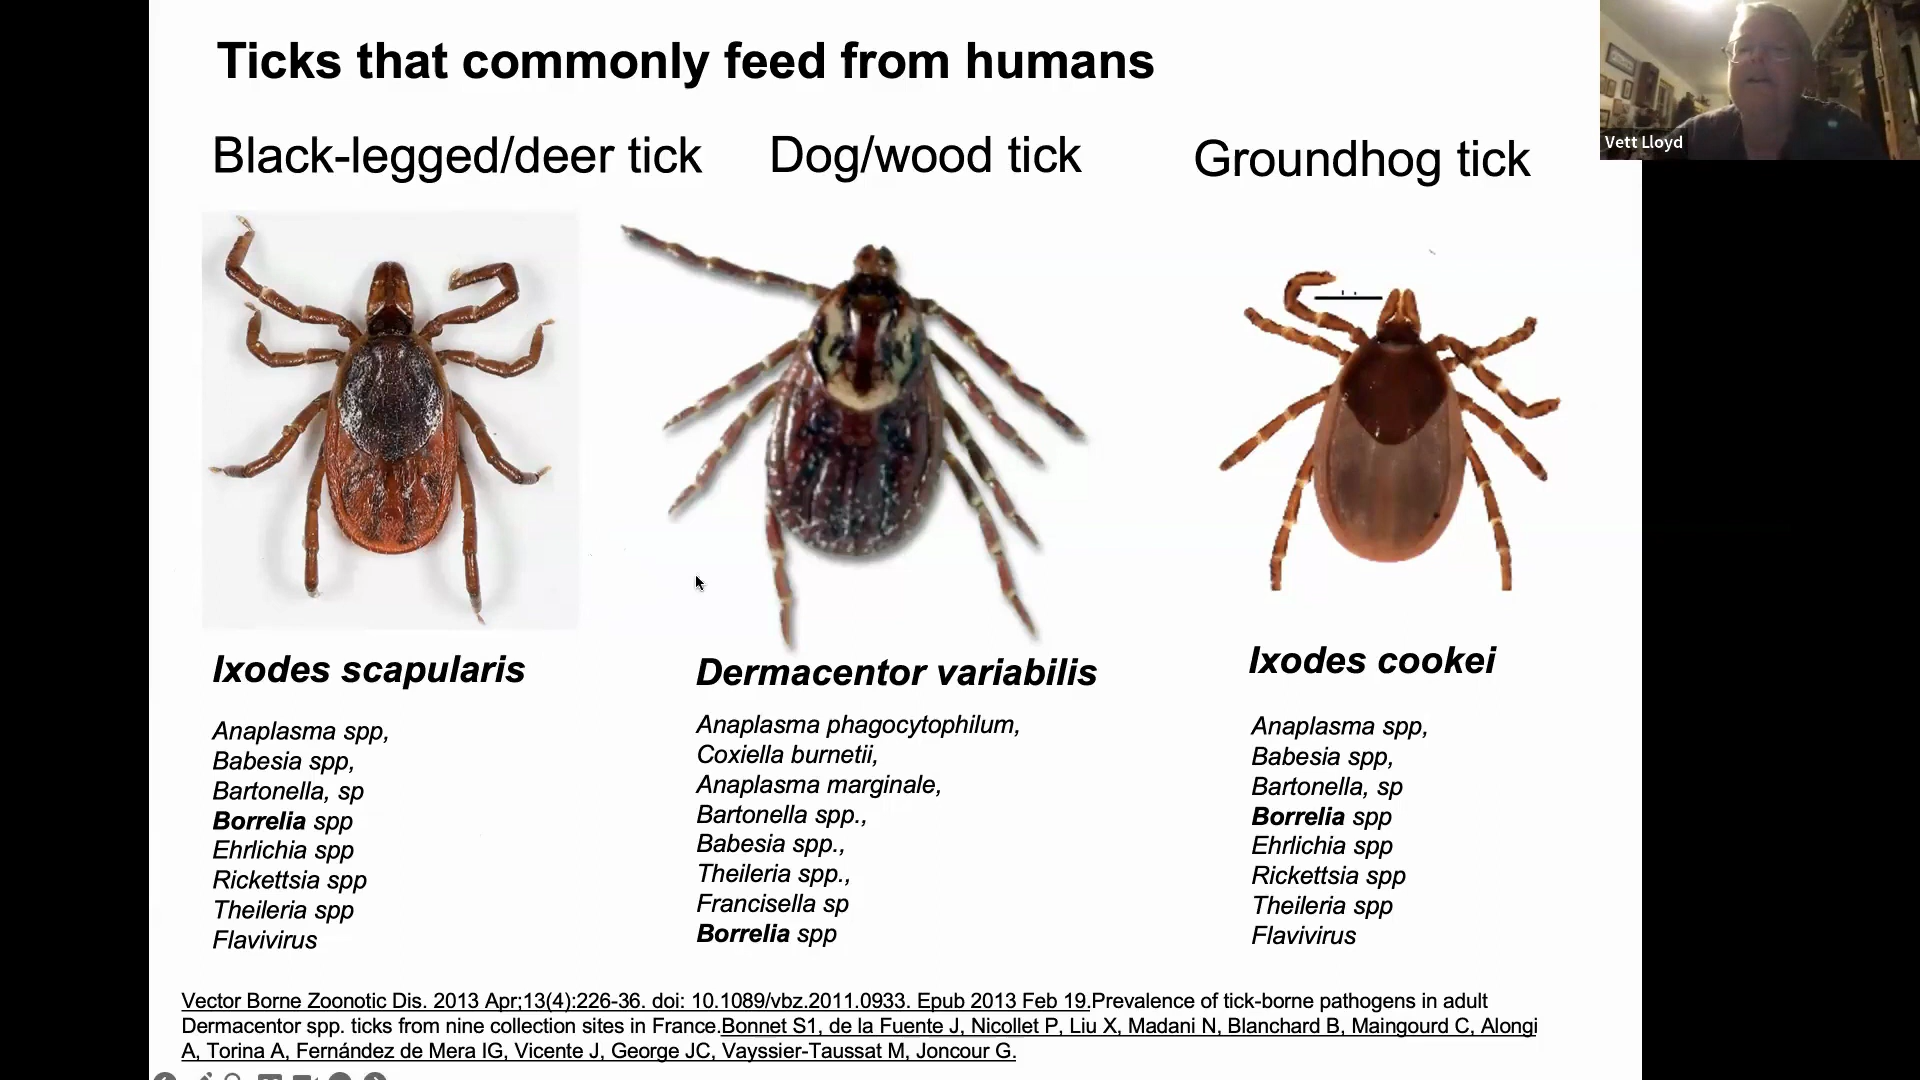 Ticks that commonly feed from humans
Vett Lloyd
Black-legged/deer tick
Dog/wood tick
Groundhog tick
Ixodes scapularis
Anaplasma spp,
Babesia spp,
Bartonella, sp
Borrelia spp
Ehrlichia spp
Rickettsia spp
Theileria spp
Flavivirus
Dermacentor variabilis
Anaplasma phagocytophilum,
Coxiella burnetii,
Anaplasma marginale,
Bartonella spp.,
Babesia spp.,
Theileria spp.,
Francisella sp
Borrelia spp
Ixodes cookei
Anaplasma spp,
Babesia spp,
Bartonella, sp
Borrelia spp
Ehrlichia spp
Rickettsia spp
Theileria spp
Flavivirus
Vector Borne Zoonotic Dis. 2013 Apr;13(4):226-36. doi: 10.1089/vbz.2011.0933. Epub 2013 Feb 19.Prevalence of tick-borne pathogens in adult
Dermacentor spp. ticks from nine collection sites in France.Bonnet S1, de la Fuente J, Nicollet P, Liu X, Madani N, Blanchard B, Maingourd C, Alongi
A, Torina A, Fernández de Mera IG, Vicente J, George JC, Vayssier-Taussat M, Joncour G.